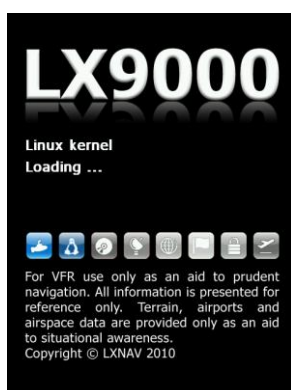 LX9000
Linux kernel
Loading ...
For VFR use only as an aid to prudent
navigation. All information is presented for
reference only. Terrain, airports and
airspace data are provided only as an aid
to situational awareness.
Copyright © LXNAV 2010